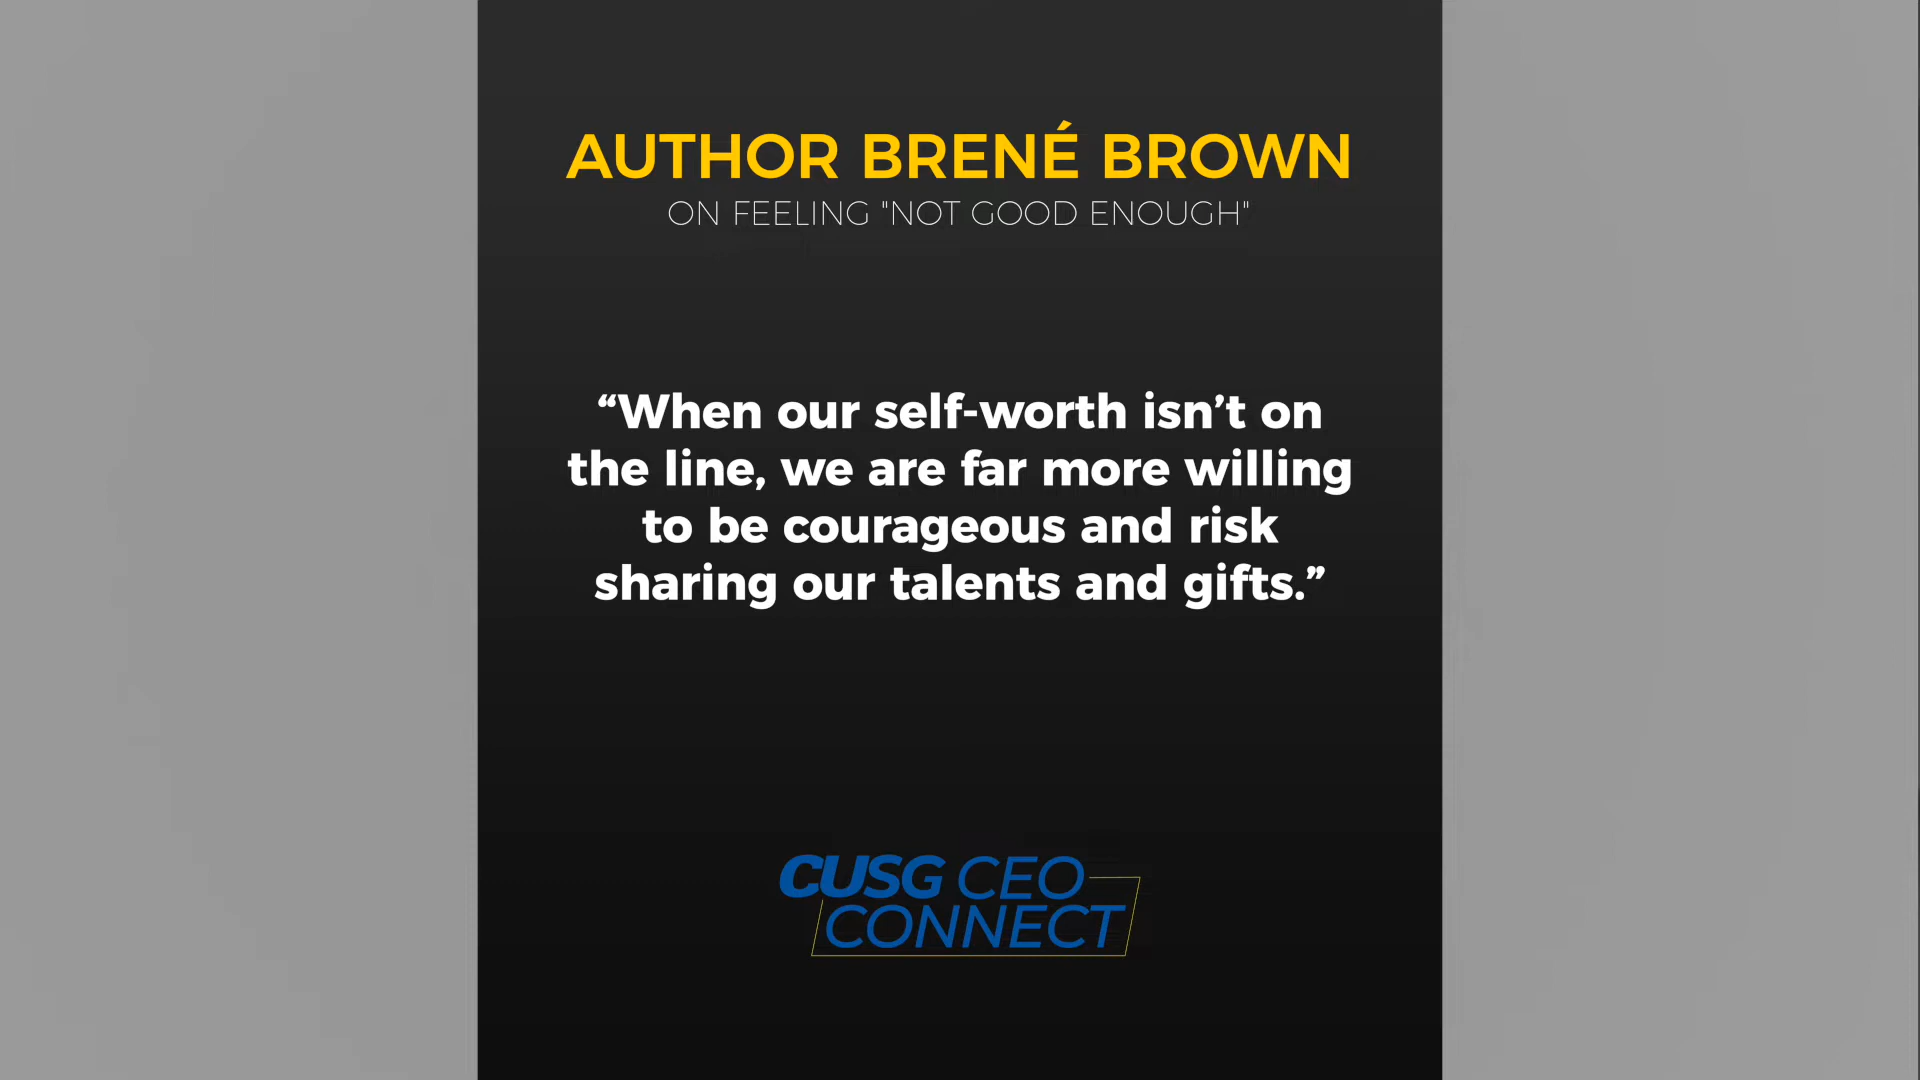 AUTHOR BRENÉ BROWN
ON FEELING "NOT GOOD ENOUGH"
“When our self-worth isn’t on
the line, we are far more willing
to be courageous and risk
sharing our talents and gifts.”
CUSG CEO
CONNECT